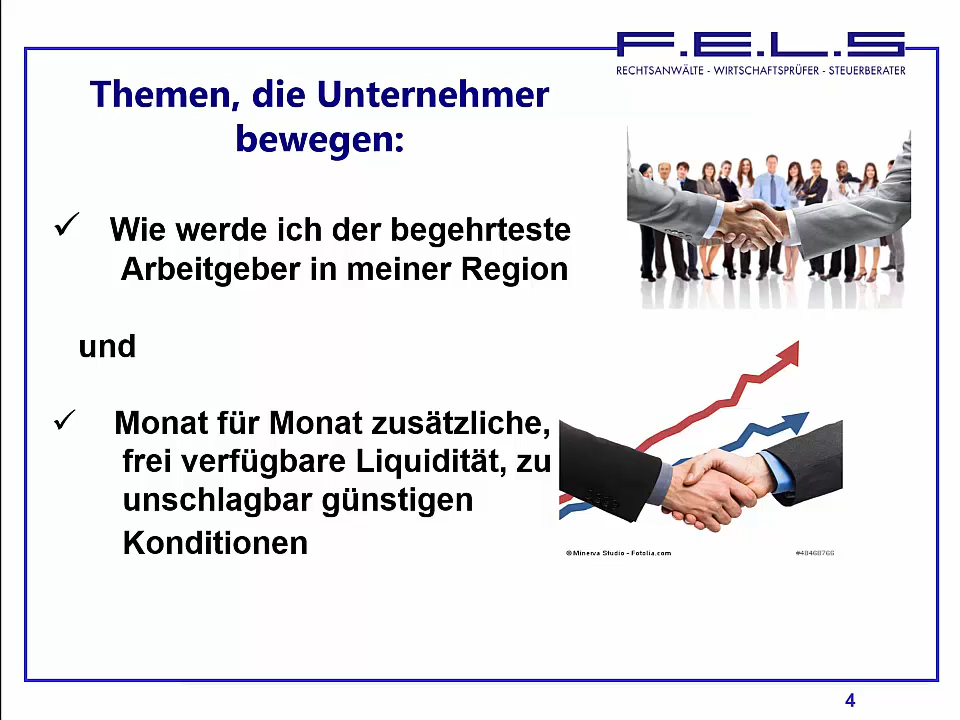 F.E.L.S
RECHTSANWÄLTE - WIRTSCHAFTSPRÜFER - STEUERBERATER
Themen, die Unternehmer
bewegen:
✓ Wie werde ich der begehrteste
Arbeitgeber in meiner Region
und
✓ Monat für Monat zusätzliche,
frei verfügbare Liquidität, zu
unschlagbar günstigen
Konditionen
© Minerva Studio - Fotolia.com
#48468766
4